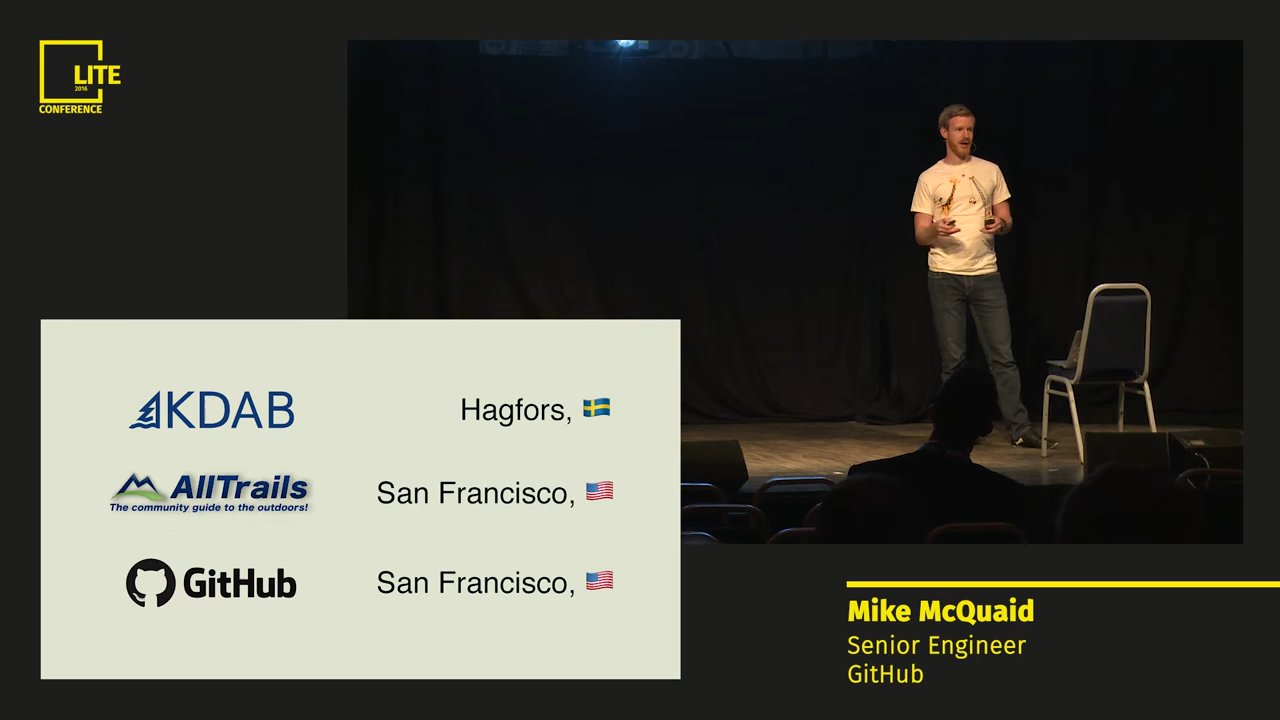 LITE
2016
CONFERENCE
KDAB Hagfors, 🇸🇪
AllTrails San Francisco, 🇺🇸
The community guide to the outdoors!
GitHub San Francisco, 🇺🇸
Mike McQuaid
Senior Engineer
GitHub